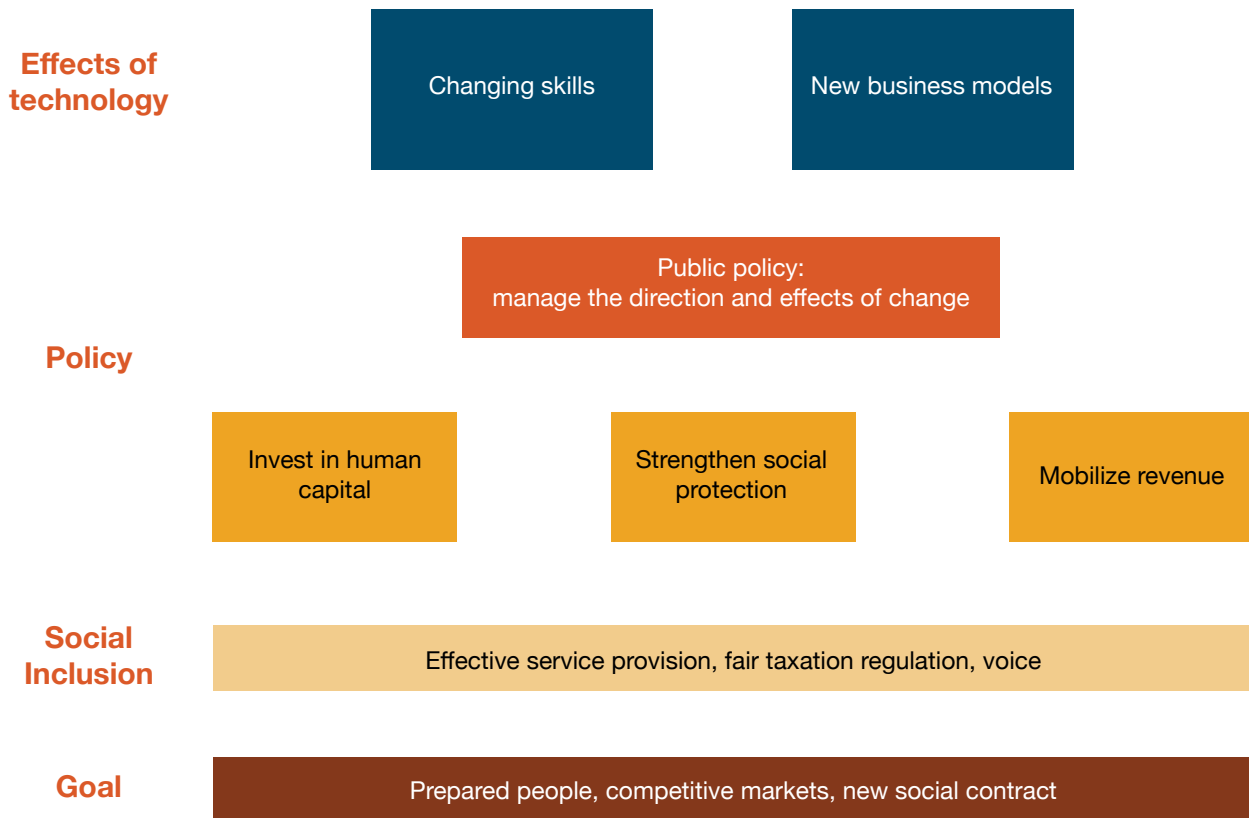 Effects of
technology
Changing skills
New business models
Public policy:
manage the direction and effects of change
Policy
Invest in human
capital
Strengthen social
protection
Mobilize revenue
Social
Inclusion
Effective service provision, fair taxation regulation, voice
Goal
Prepared people, competitive markets, new social contract